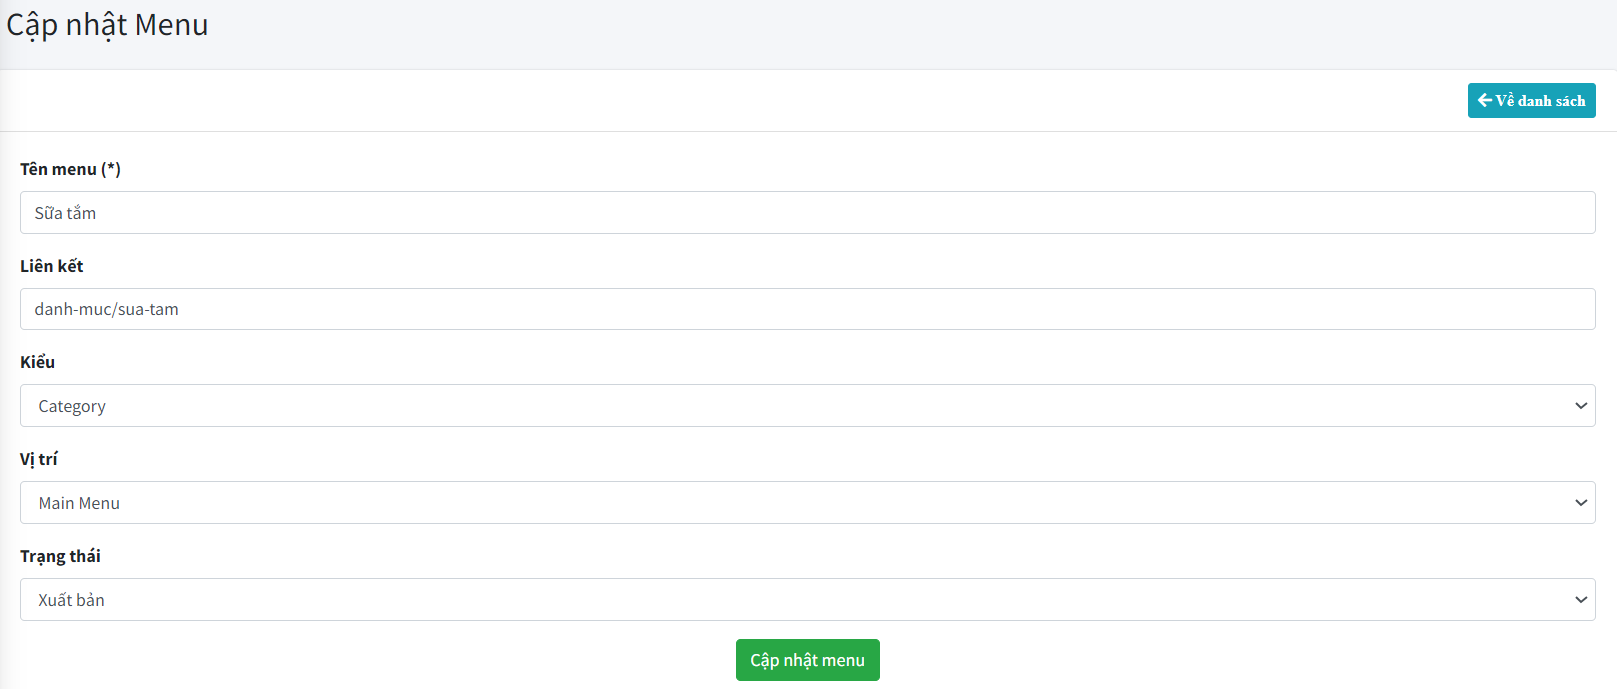 Cập nhật Menu
Về danh sách
Tên menu (*)
Sữa tắm
Liên kết
danh-muc/sua-tam
Kiểu
Category
Vị trí
Main Menu
Trạng thái
Xuất bản
Cập nhật menu